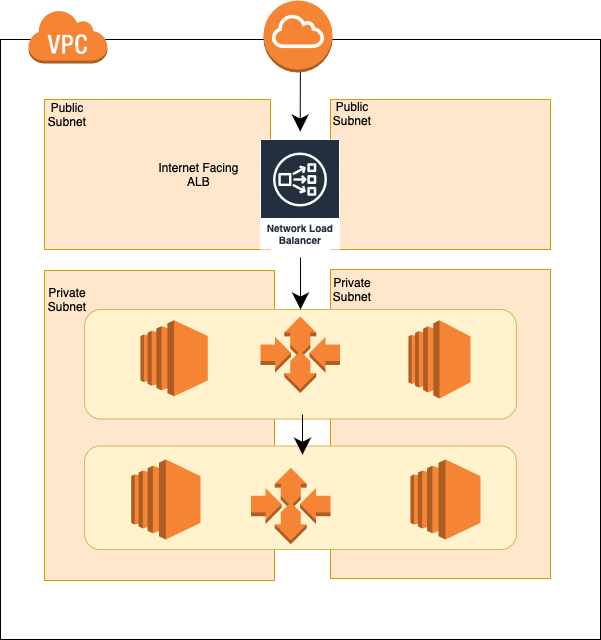 VPC
Public
Subnet
Public
Subnet
Internet Facing
ALB
Network Load
Balancer
Private
Subnet
Private
Subnet